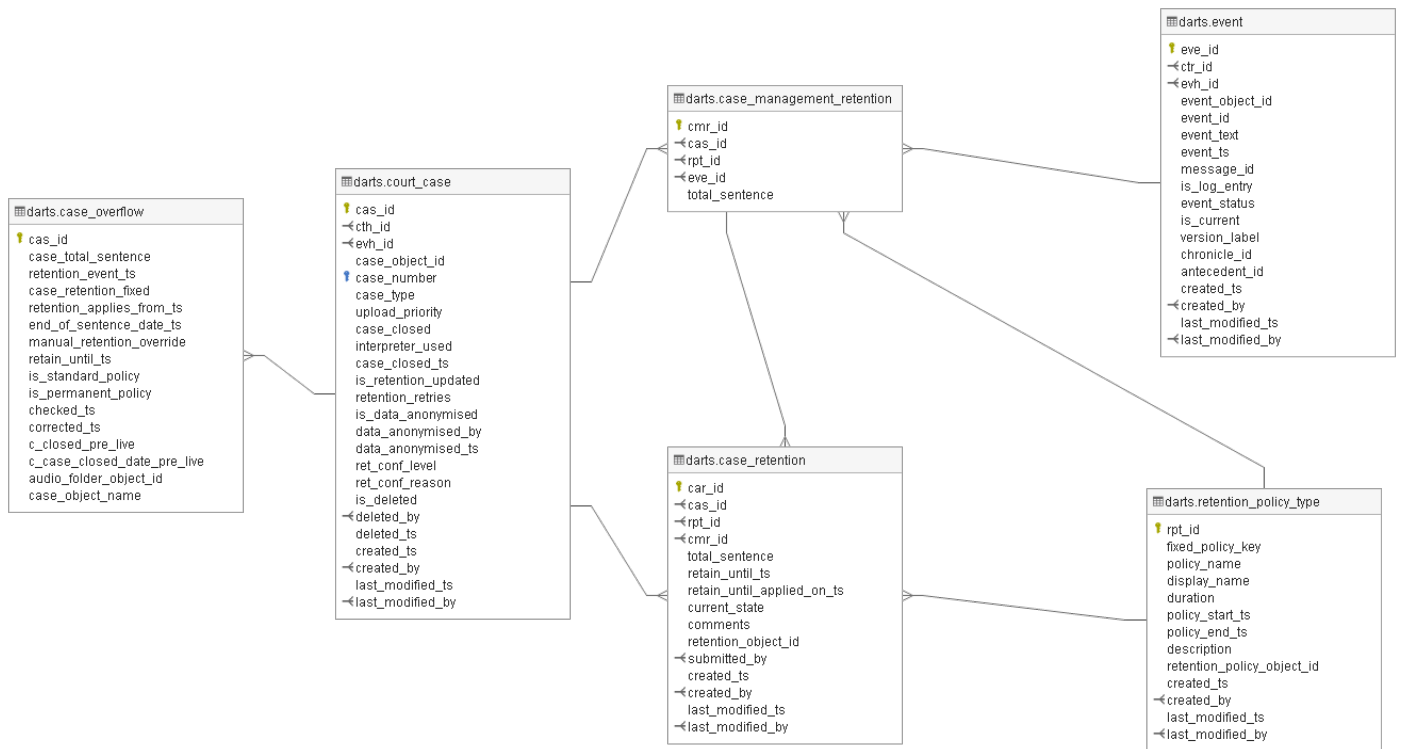 darts.case_overflow
cas_id
case_total_sentence
retention_event_ts
case_retention_fixed
retention_applies_from_ts
end_of_sentence_date_ts
manual_retention_override
retain_until_ts
is_standard_policy
is_permanent_policy
checked_ts
corrected_ts
c_closed_pre_live
c_case_closed_date_pre_live
audio_folder_object_id
case_object_name
darts.court_case
cas_id
cth_id
evh_id
case_object_id
case_number
case_type
upload_priority
case_closed
interpreter_used
case_closed_ts
is_retention_updated
retention_retries
is_data_anonymised
data_anonymised_by
data_anonymised_ts
ret_conf_level
ret_conf_reason
is_deleted
deleted_by
deleted_ts
created_ts
created_by
last_modified_ts
last_modified_by
darts.case_management_retention
cmr_id
cas_id
rpt_id
eve_id
total_sentence
darts.case_retention
car_id
cas_id
rpt_id
cmr_id
total_sentence
retain_until_ts
retain_until_applied_on_ts
current_state
comments
retention_object_id
submitted_by
created_ts
created_by
last_modified_ts
last_modified_by
darts.event
eve_id
ctr_id
evh_id
event_object_id
event_id
event_text
event_ts
message_id
is_log_entry
event_status
is_current
version_label
chronicle_id
antecedent_id
created_ts
created_by
last_modified_ts
last_modified_by
darts.retention_policy_type
rpt_id
fixed_policy_key
policy_name
display_name
duration
policy_start_ts
policy_end_ts
description
retention_policy_object_id
created_ts
created_by
last_modified_ts
last_modified_by